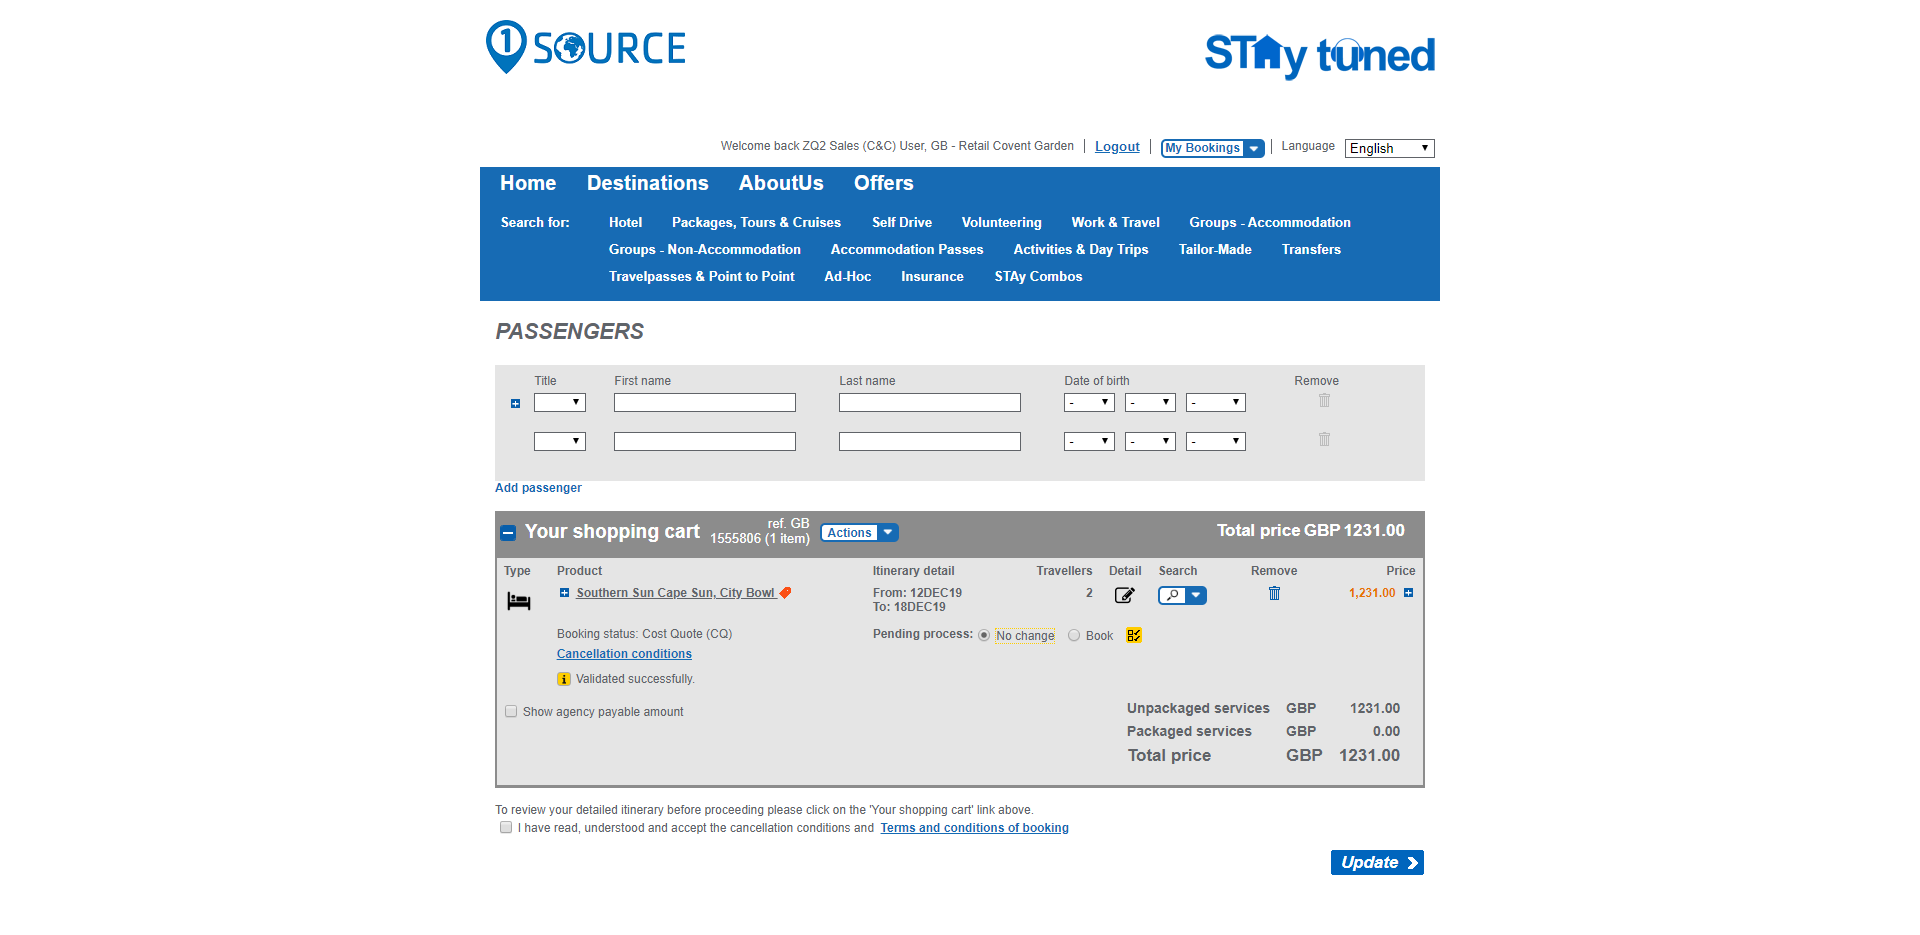 1 SOURCE
STAy tuned
Welcome back ZQ2 Sales (C&C) User, GB - Retail Covent Garden Logout My Bookings Language English
Home Destinations AboutUs Offers
Search for: Hotel Packages, Tours & Cruises Self Drive Volunteering Work & Travel Groups - Accommodation
Groups - Non-Accommodation Accommodation Passes Activities & Day Trips Tailor-Made Transfers
Travelpasses & Point to Point Ad-Hoc Insurance STAy Combos
PASSENGERS
Title First name Last name Date of birth Remove
- - -
- - -
Add passenger
Your shopping cart ref. GB 1555806 (1 item) Actions Total price GBP 1231.00
Type Product Itinerary detail Travellers Detail Search Remove Price
Southern Sun Cape Sun, City Bowl From: 12DEC19 2 1,231.00
To: 18DEC19
Booking status: Cost Quote (CQ) Pending process: No change Book
Cancellation conditions
i Validated successfully.
Show agency payable amount
Unpackaged services GBP 1231.00
Packaged services GBP 0.00
Total price GBP 1231.00
To review your detailed itinerary before proceeding please click on the 'Your shopping cart' link above.
I have read, understood and accept the cancellation conditions and Terms and conditions of booking
Update